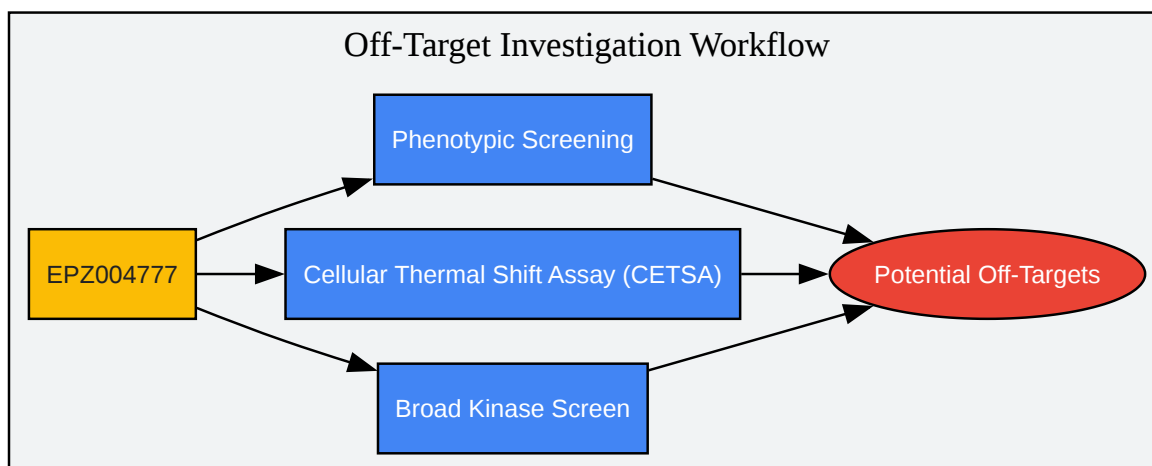 Off-Target Investigation Workflow
Phenotypic Screening
EPZ004777
Cellular Thermal Shift Assay (CETSA)
Potential Off-Targets
Broad Kinase Screen